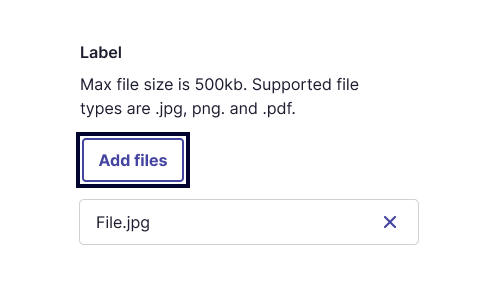 Label
Max file size is 500kb. Supported file
types are .jpg, png. and .pdf.
Add files
File.jpg